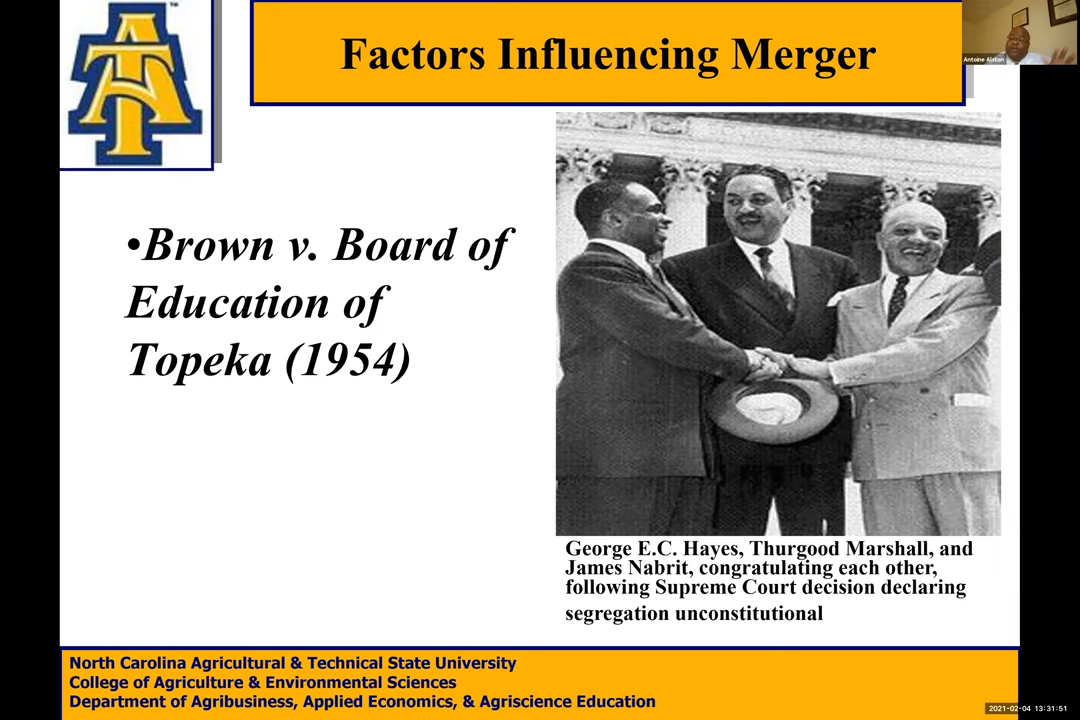 AT
TM
Factors Influencing Merger
Antoine Alston
•Brown v. Board of
Education of
Topeka (1954)
George E.C. Hayes, Thurgood Marshall, and
James Nabrit, congratulating each other,
following Supreme Court decision declaring
segregation unconstitutional
North Carolina Agricultural & Technical State University
College of Agriculture & Environmental Sciences
Department of Agribusiness, Applied Economics, & Agriscience Education
2021-02-04 13:31:51